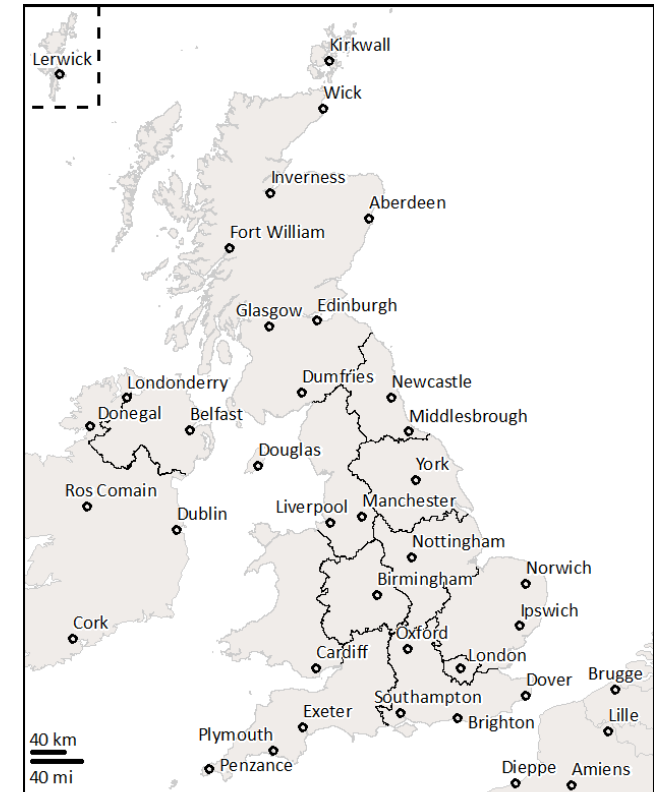 Kirkwall
Lerwick
Wick
Inverness
Aberdeen
Fort William
Glasgow
Edinburgh
Dumfries
Londonderry
Newcastle
Donegal
Belfast
Middlesbrough
Douglas
York
Ros Comain
Manchester
Liverpool
Dublin
Nottingham
Norwich
Birmingham
Ipswich
Cork
Oxford
Cardiff
London
Brugge
Dover
Southampton
Exeter
Lille
Brighton
Plymouth
40 km
Penzance
Dieppe
Amiens
40 mi